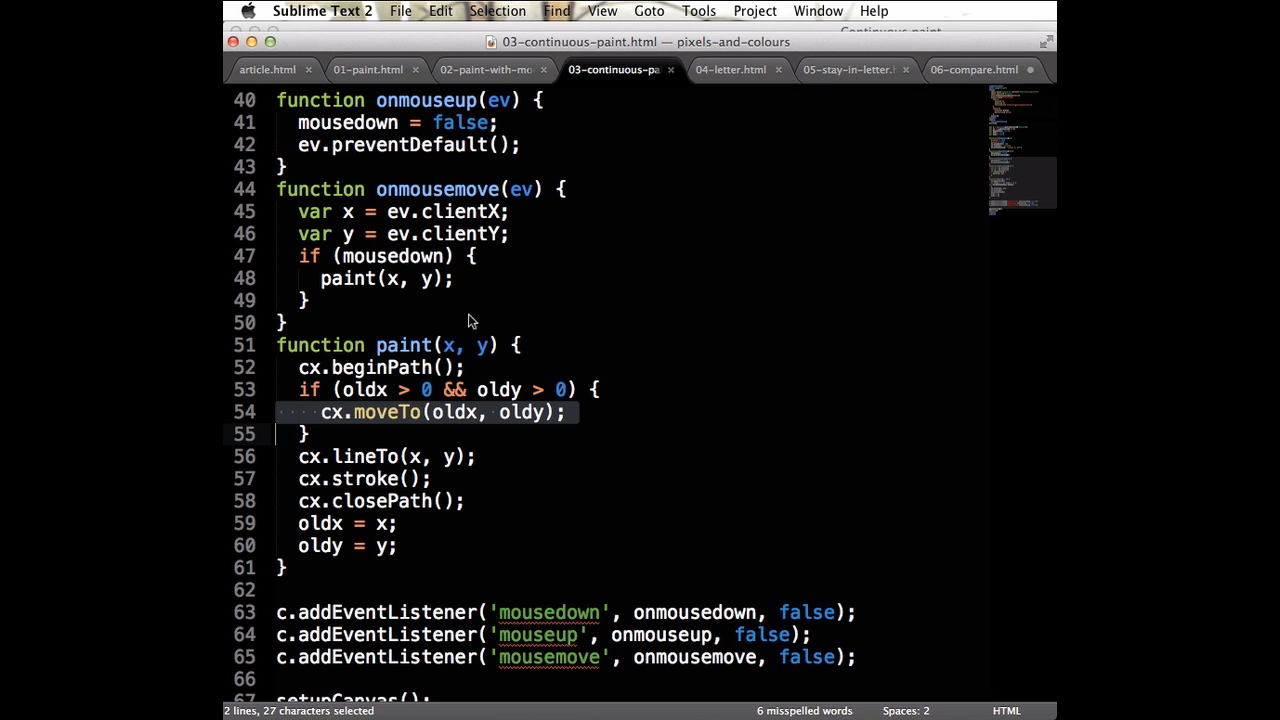 Sublime Text 2 File Edit Selection Find View Goto Tools Project Window Help
03-continuous-paint.html — pixels-and-colours
article.html × 01-paint.html × 02-paint-with-mo × 03-continuous-pa × 04-letter.html × 05-stay-in-letter. × 06-compare.html
40 function onmouseup(ev) {
41 mousedown = false;
42 ev.preventDefault();
43 }
44 function onmousemove(ev) {
45 var x = ev.clientX;
46 var y = ev.clientY;
47 if (mousedown) {
48 paint(x, y);
49 }
50 }
51 function paint(x, y) {
52 cx.beginPath();
53 if (oldx > 0 && oldy > 0) {
54 cx.moveTo(oldx, oldy);
55 }
56 cx.lineTo(x, y);
57 cx.stroke();
58 cx.closePath();
59 oldx = x;
60 oldy = y;
61 }
62
63 c.addEventListener('mousedown', onmousedown, false);
64 c.addEventListener('mouseup', onmouseup, false);
65 c.addEventListener('mousemove', onmousemove, false);
66
67 setupCanvas();
2 lines, 27 characters selected 6 misspelled words Spaces: 2 HTML